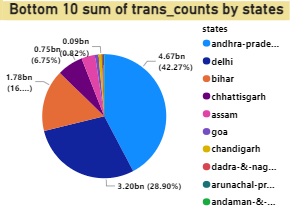 Bottom 10 sum of trans_counts by states
states
andhra-prade...
delhi
bihar
chhattisgarh
assam
goa
chandigarh
dadra-&-nag...
arunachal-pr...
andaman-&-...
0.09bn
(0.82%)
0.75bn
(6.75%)
1.78bn
(16....)
4.67bn
(42.27%)
3.20bn (28.90%)